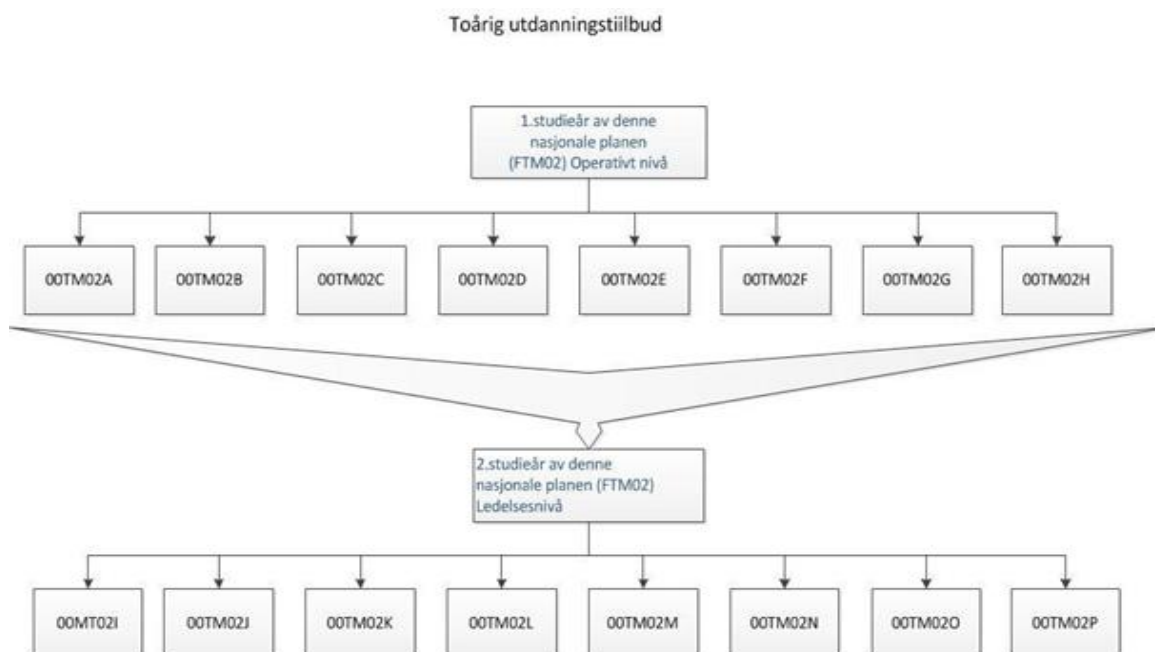 Toårig utdanningstiilbud
1.studieår av denne
nasjonale planen
(FTM02) Operativt nivå
00TM02A
00TM02B
00TM02C
00TM02D
00TM02E
00TM02F
00TM02G
00TM02H
2.studieår av denne
nasjonale planen (FTM02)
Ledelsesnivå
00MT02I
00TM02J
00TM02K
00TM02L
00TM02M
00TM02N
00TM02O
00TM02P